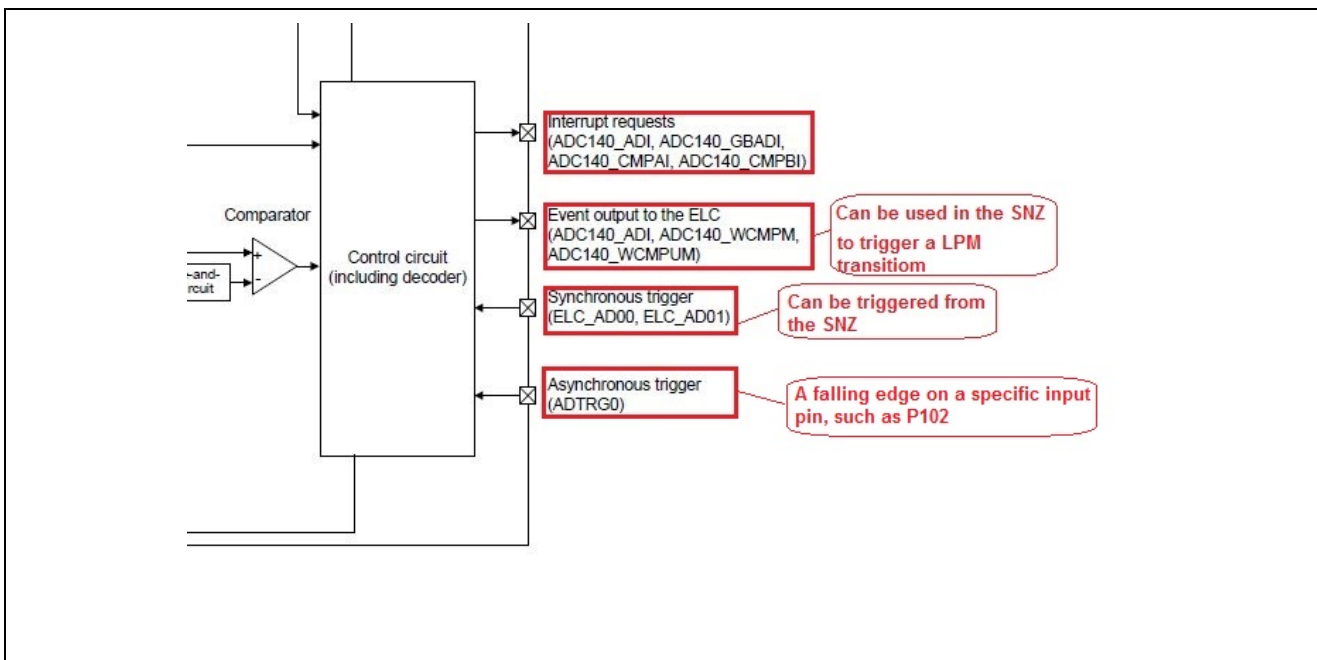 Interrupt requests
(ADC140_ADI, ADC140_GBADI,
ADC140_CMPAI, ADC140_CMPBI)
Comparator
Event output to the ELC
(ADC140_ADI, ADC140_WCMPM,
ADC140_WCMPUM)
Can be used in the SNZ
to trigger a LPM
transitiom
Control circuit
(including decoder)
+
-
-and-
rcuit
Synchronous trigger
(ELC_AD00, ELC_AD01)
Can be triggered from
the SNZ
Asynchronous trigger
(ADTRG0)
A falling edge on a specific input
pin, such as P102